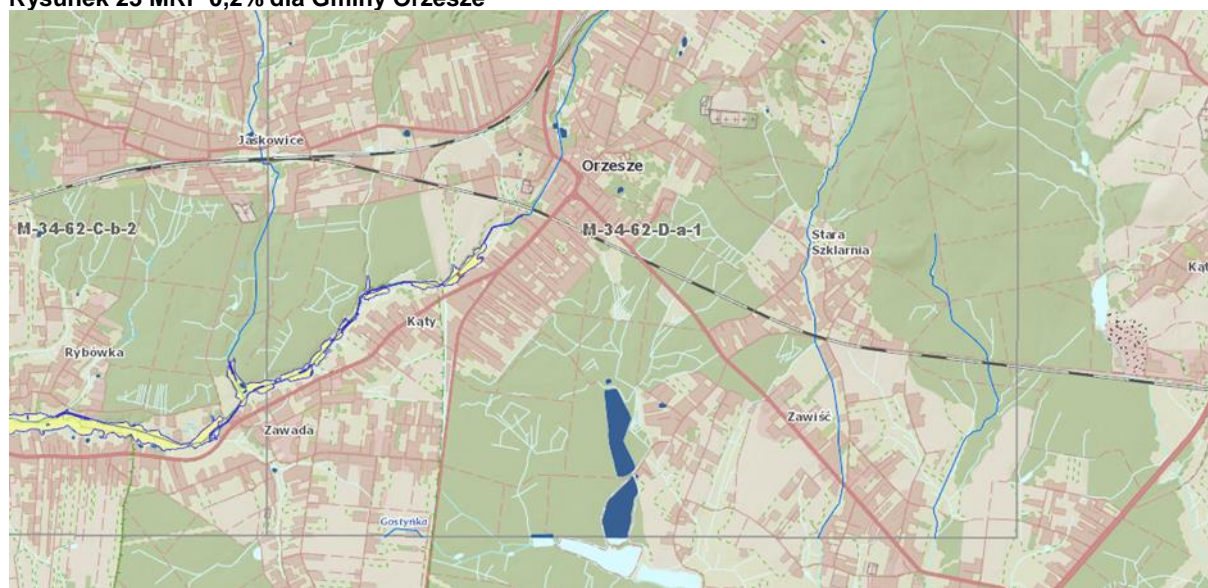 Rysunek 25 MRP 0,2% dla Gminy Orzesze
Jaśkowice
Orzesze
M-34-62-C-b-2
M-34-62-D-a-1
Stara
Szklarnia
Kąt
Kąty
Rybówka
Zawiść
Zawada
Gostynka